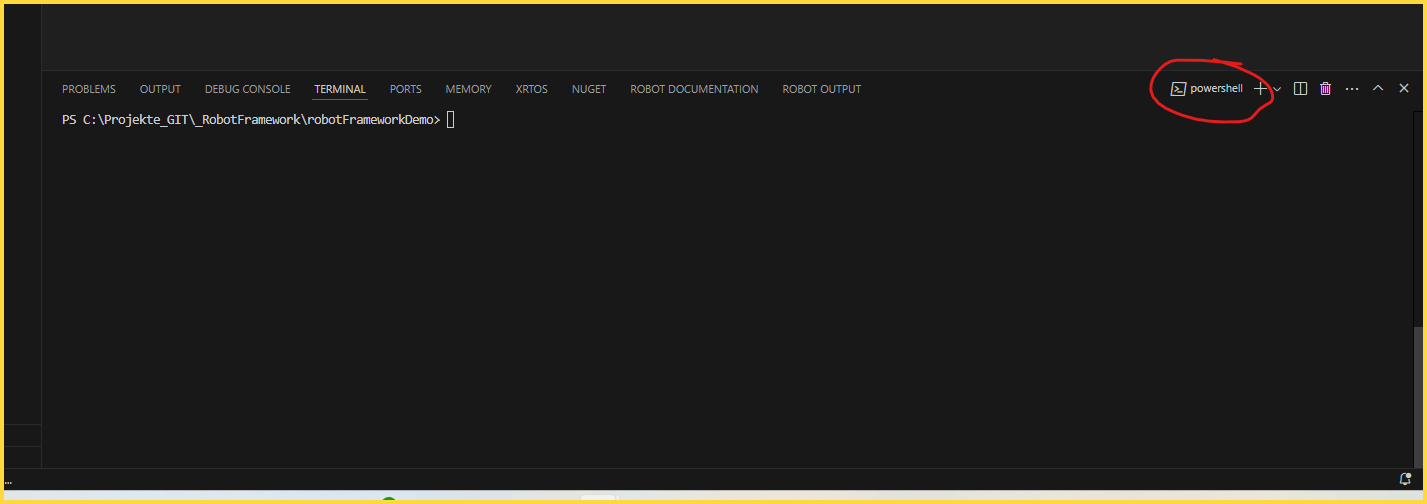 PROBLEMS OUTPUT DEBUG CONSOLE TERMINAL PORTS MEMORY XRTOS NUGET ROBOT DOCUMENTATION ROBOT OUTPUT powershell
PS C:\Projekte_GIT\_RobotFramework\robotFrameworkDemo>